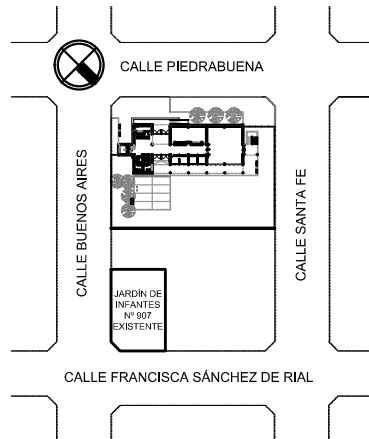 CALLE PIEDRABUENA
CALLE BUENOS AIRES
CALLE SANTA FE
JARDÍN DE
INFANTES
Nº 907
EXISTENTE
CALLE FRANCISCA SÁNCHEZ DE RIAL